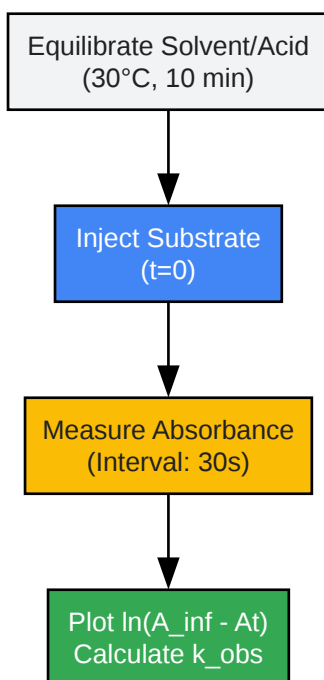 Equilibrate Solvent/Acid
(30°C, 10 min)
Inject Substrate
(t=0)
Measure Absorbance
(Interval: 30s)
Plot ln(A_inf - At)
Calculate k_obs